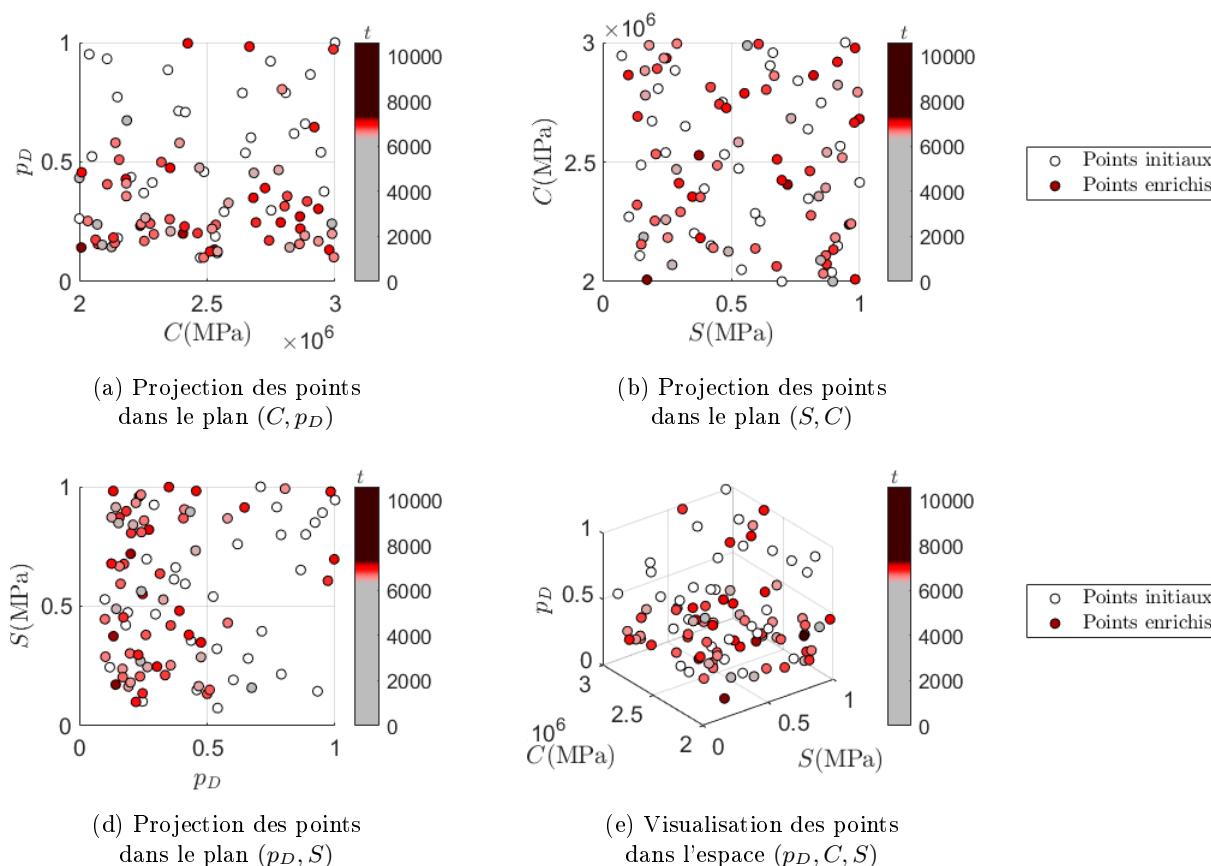 t
10000
8000
6000
4000
2000
0
1
0.5
0
p_D
2
2.5
3
C(MPa)
×10^6
(a) Projection des points
dans le plan (C, p_D)
×10^6
t
10000
8000
6000
4000
2000
0
3
2.5
2
C(MPa)
0
0.5
1
S(MPa)
(b) Projection des points
dans le plan (S, C)
Points initiaux
Points enrichis
t
10000
8000
6000
4000
2000
0
1
0.5
0
S(MPa)
0
0.5
1
p_D
(d) Projection des points
dans le plan (p_D, S)
t
10000
8000
6000
4000
2000
0
1
0.5
0
p_D
3
2.5
2
10^6
C(MPa)
0
0.5
1
S(MPa)
(e) Visualisation des points
dans l'espace (p_D, C, S)
Points initiaux
Points enrichis